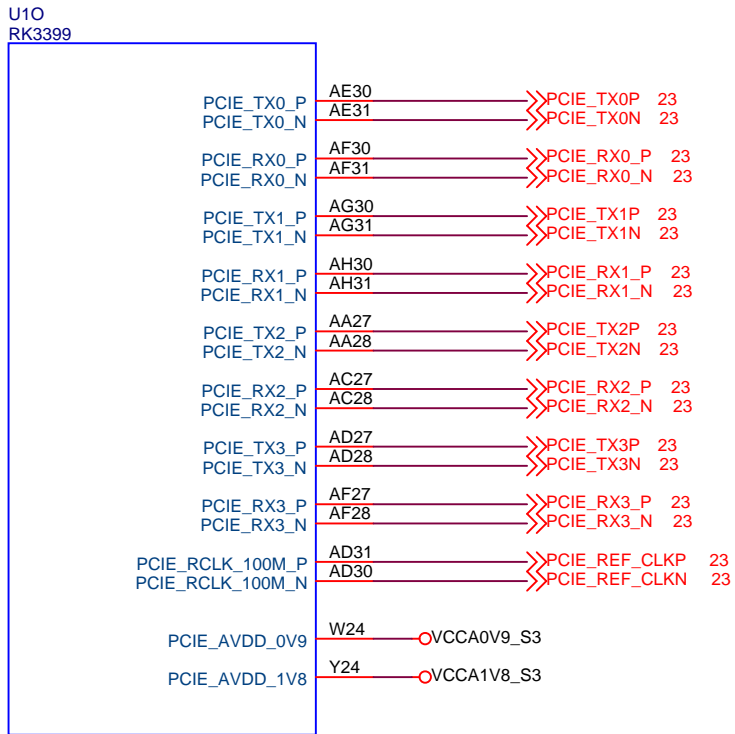 U1O
RK3399
PCIE_TX0_P AE30 PCIE_TX0P 23
PCIE_TX0_N AE31 PCIE_TX0N 23
PCIE_RX0_P AF30 PCIE_RX0_P 23
PCIE_RX0_N AF31 PCIE_RX0_N 23
PCIE_TX1_P AG30 PCIE_TX1P 23
PCIE_TX1_N AG31 PCIE_TX1N 23
PCIE_RX1_P AH30 PCIE_RX1_P 23
PCIE_RX1_N AH31 PCIE_RX1_N 23
PCIE_TX2_P AA27 PCIE_TX2P 23
PCIE_TX2_N AA28 PCIE_TX2N 23
PCIE_RX2_P AC27 PCIE_RX2_P 23
PCIE_RX2_N AC28 PCIE_RX2_N 23
PCIE_TX3_P AD27 PCIE_TX3P 23
PCIE_TX3_N AD28 PCIE_TX3N 23
PCIE_RX3_P AF27 PCIE_RX3_P 23
PCIE_RX3_N AF28 PCIE_RX3_N 23
PCIE_RCLK_100M_P AD31 PCIE_REF_CLKP 23
PCIE_RCLK_100M_N AD30 PCIE_REF_CLKN 23
PCIE_AVDD_0V9 W24 VCCA0V9_S3
PCIE_AVDD_1V8 Y24 VCCA1V8_S3